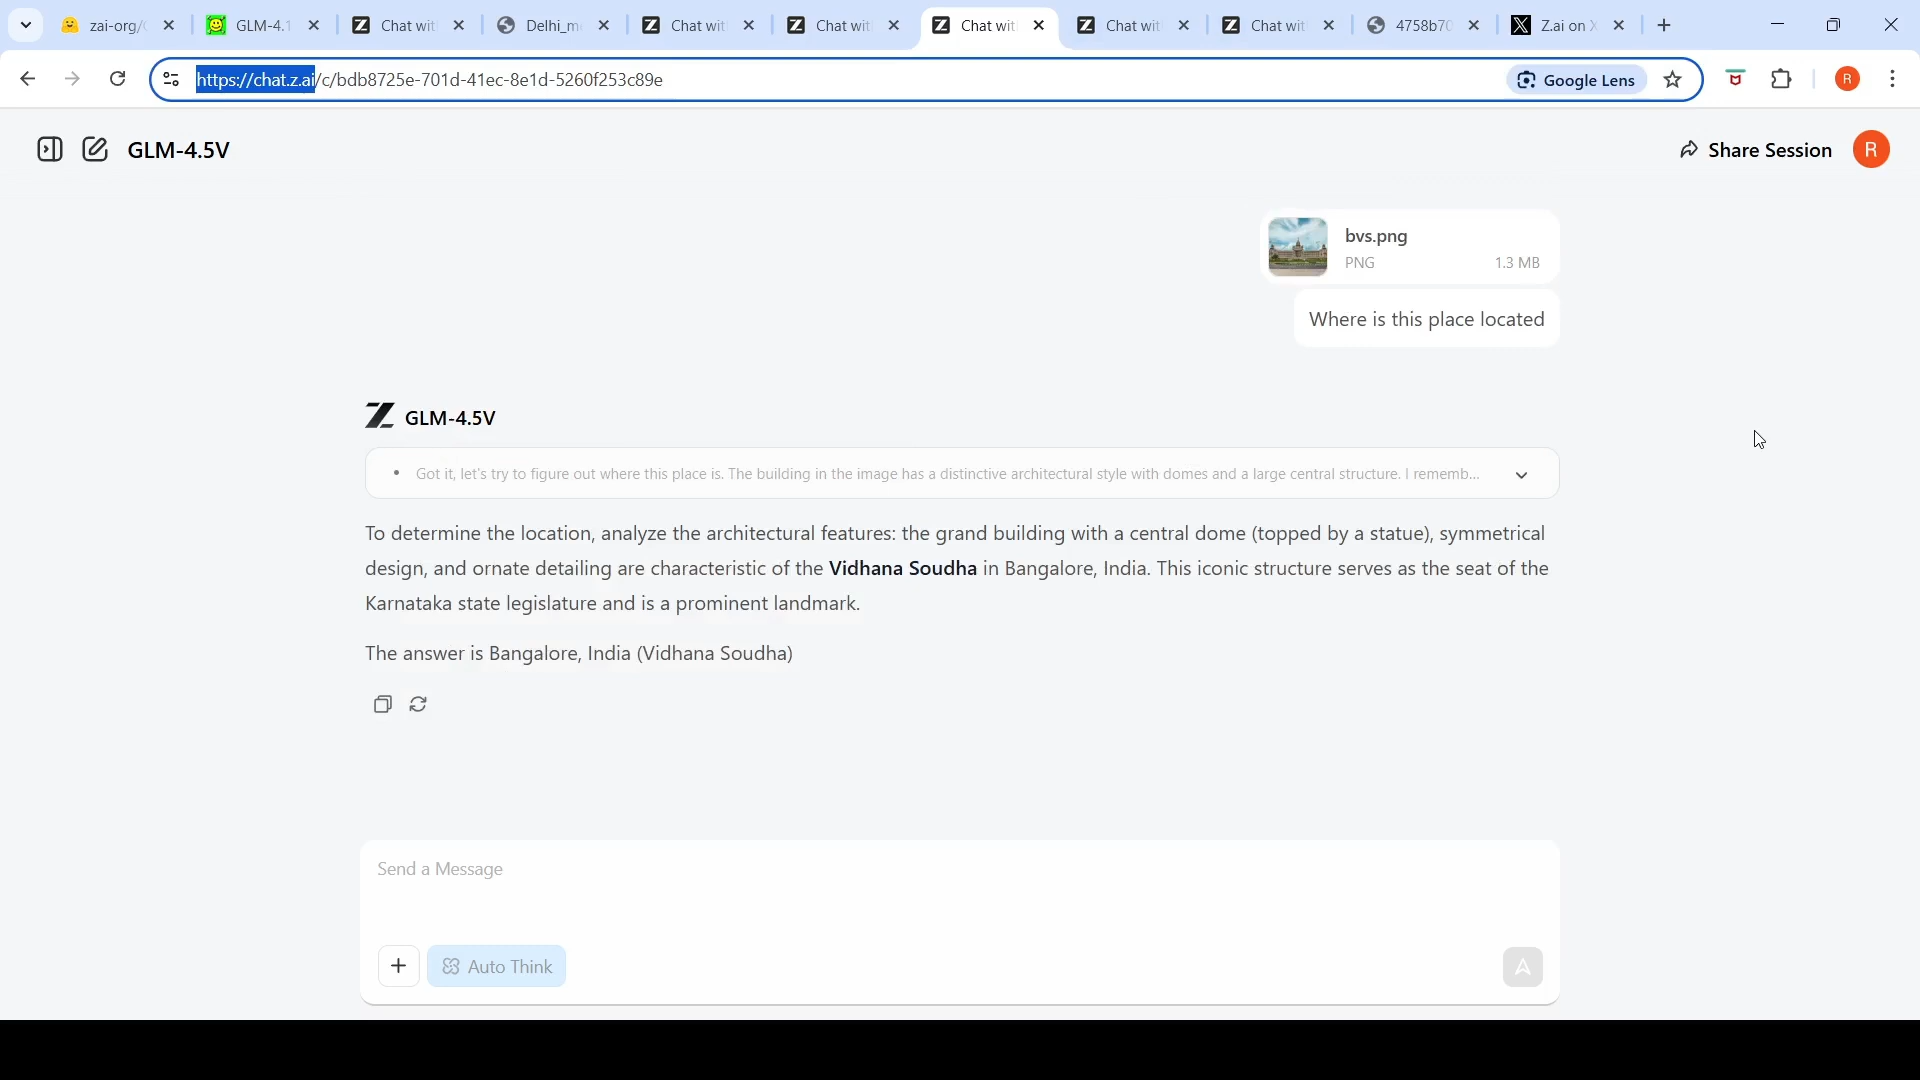 zai-org/
GLM-4.1
Chat wit
Delhi_m
Chat wit
Chat wit
Chat wit
Chat wit
Chat wit
4758b70
Z.ai on X
https://chat.z.ai/c/bdb8725e-701d-41ec-8e1d-5260f253c89e
Google Lens
R
GLM-4.5V
Share Session
R
bvs.png
PNG
1.3 MB
Where is this place located
GLM-4.5V
Got it, let's try to figure out where this place is. The building in the image has a distinctive architectural style with domes and a large central structure. I rememb...
To determine the location, analyze the architectural features: the grand building with a central dome (topped by a statue), symmetrical
design, and ornate detailing are characteristic of the Vidhana Soudha in Bangalore, India. This iconic structure serves as the seat of the
Karnataka state legislature and is a prominent landmark.
The answer is Bangalore, India (Vidhana Soudha)
Send a Message
Auto Think